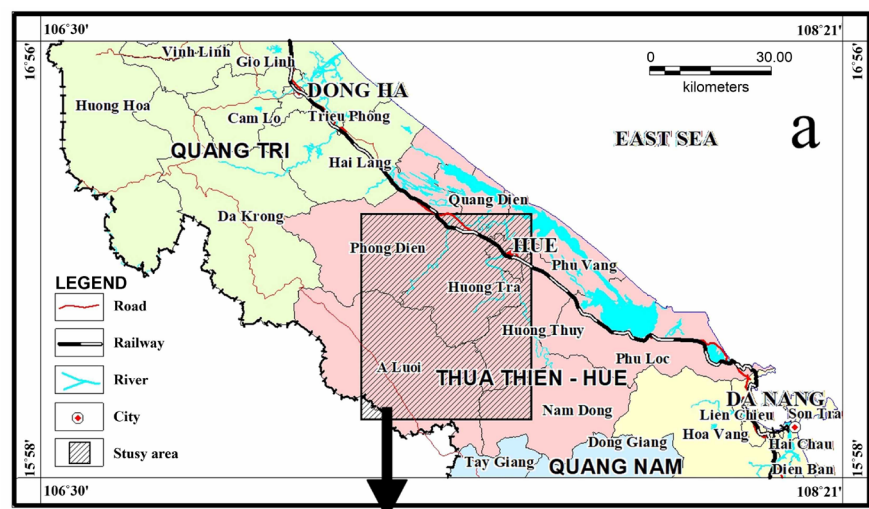 106°30'
108°21'
16°56'
16°56'
Vinh Linh
Gio Linh
0 30.00
kilometers
DONG HA
Huong Hoa
Cam Lo
Trieu Phong
a
EAST SEA
QUANG TRI
Hai Lang
Quang Dien
Da Krong
Phong Dien
HUE
Phu Vang
LEGEND
Road
Railway
River
City
Stusy area
Huong Tra
Huong Thuy
Phu Loc
A Luoi
THUA THIEN - HUE
DA NANG
Nam Dong
Lien Chieu
Son Tra
Hoa Vang
Hai Chau
Dong Giang
Tay Giang
QUANG NAM
Dien Ban
15°58'
15°58'
106°30'
108°21'